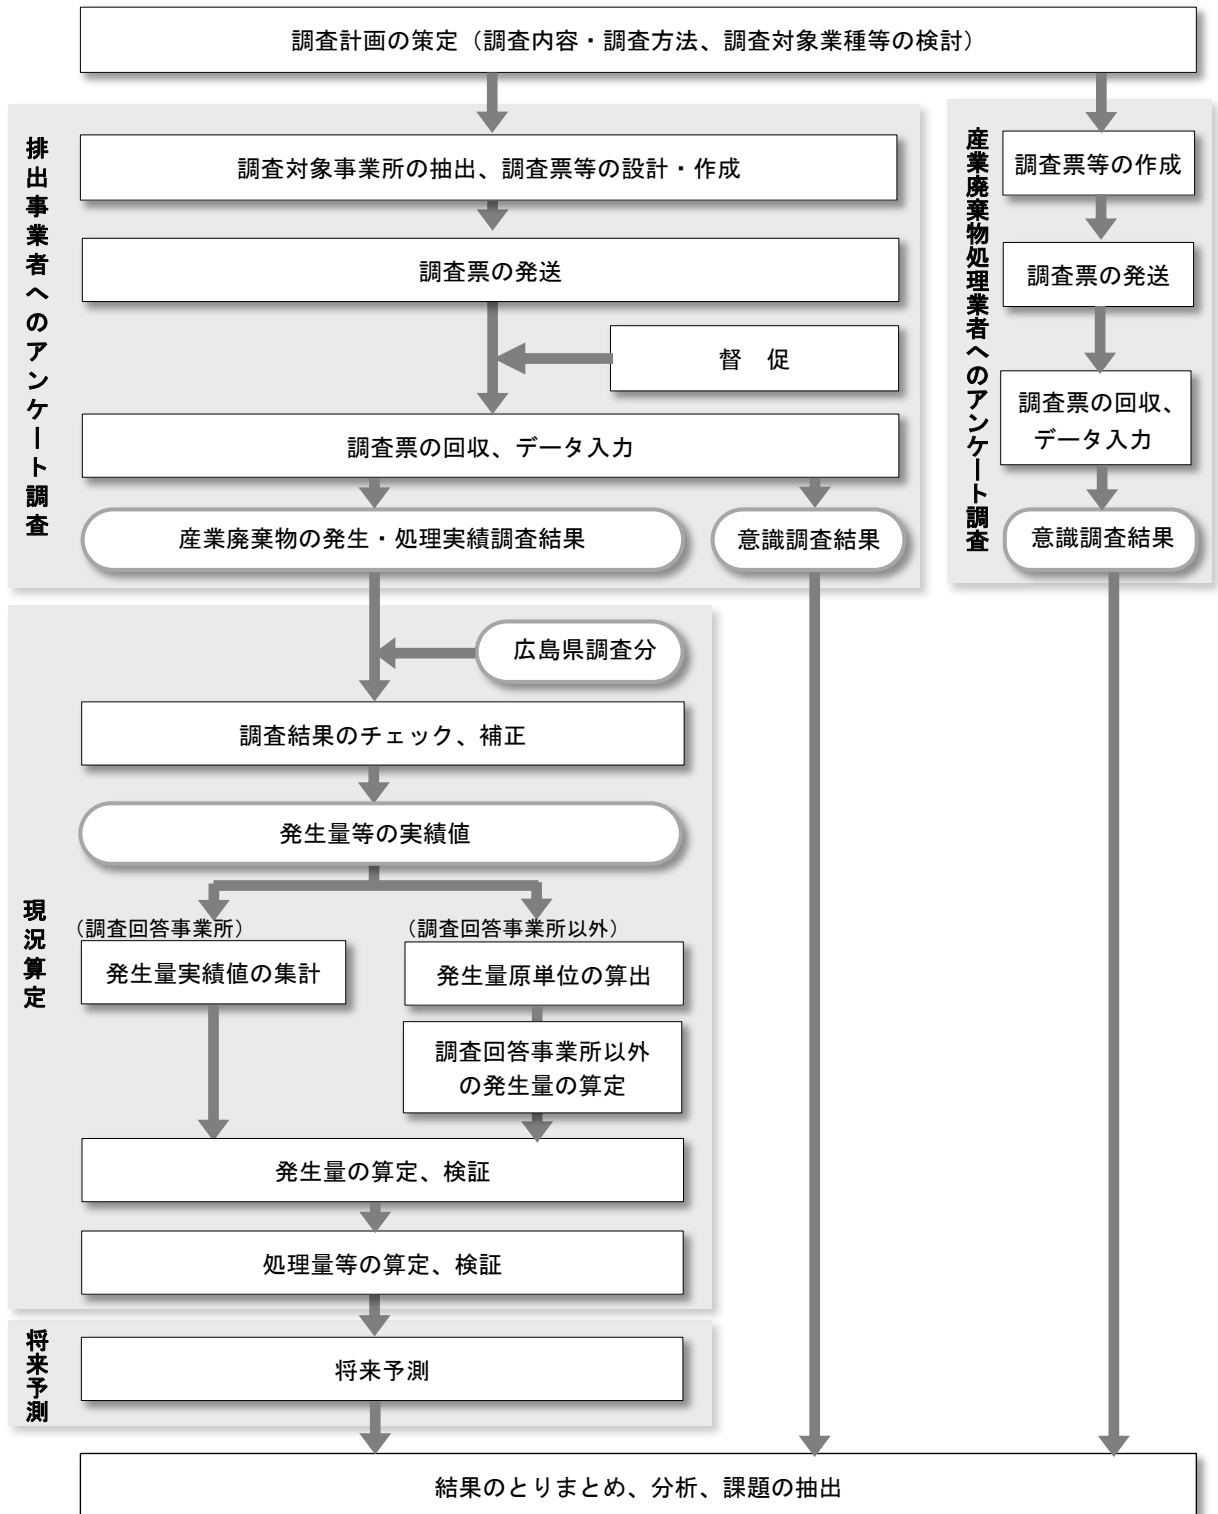 調査計画の策定（調査内容・調査方法、調査対象業種等の検討）
排出事業者へのアンケート調査
調査対象事業所の抽出、調査票等の設計・作成
調査票の発送
督　促
調査票の回収、データ入力
産業廃棄物の発生・処理実績調査結果
意識調査結果
産業廃棄物処理業者へのアンケート調査
調査票等の作成
調査票の発送
調査票の回収、
データ入力
意識調査結果
現況算定
広島県調査分
調査結果のチェック、補正
発生量等の実績値
（調査回答事業所）
発生量実績値の集計
（調査回答事業所以外）
発生量原単位の算出
調査回答事業所以外
の発生量の算定
発生量の算定、検証
処理量等の算定、検証
将来予測
将来予測
結果のとりまとめ、分析、課題の抽出